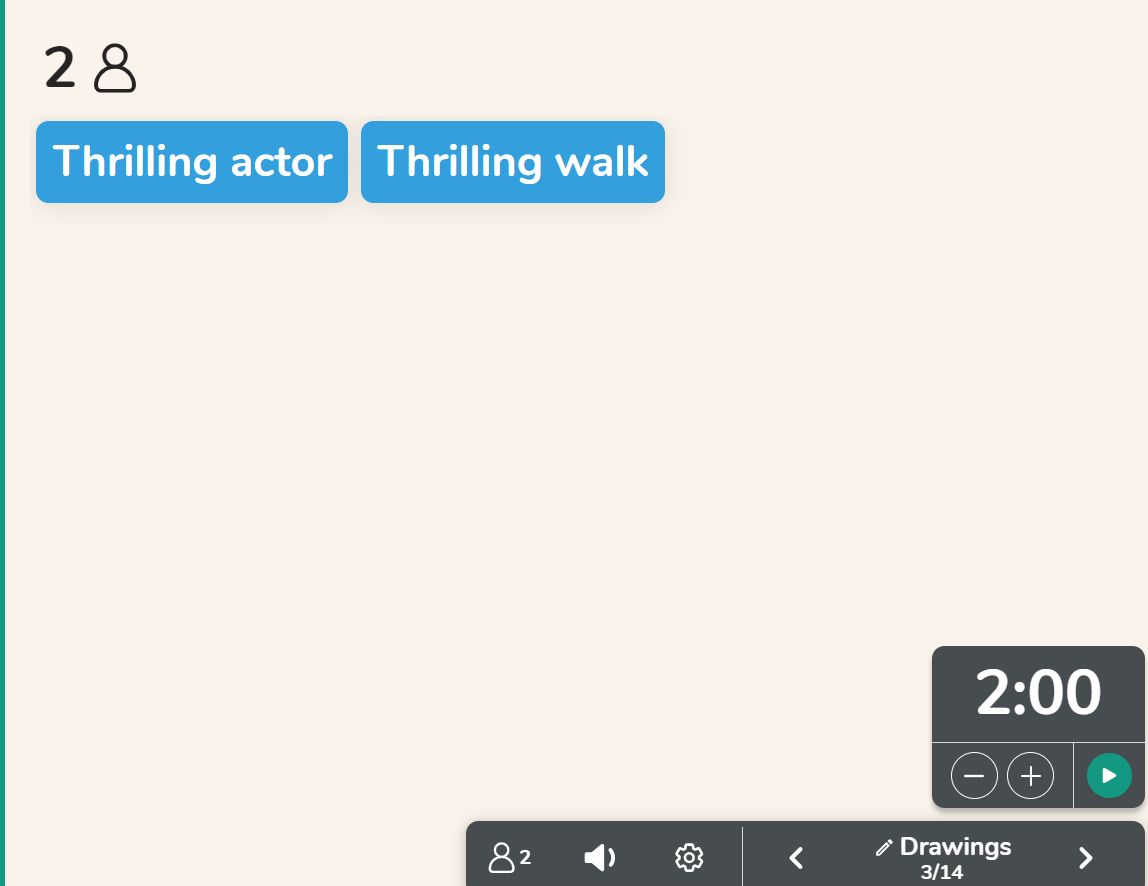 2
Thrilling actor
Thrilling walk
2:00
2
Drawings
3/14